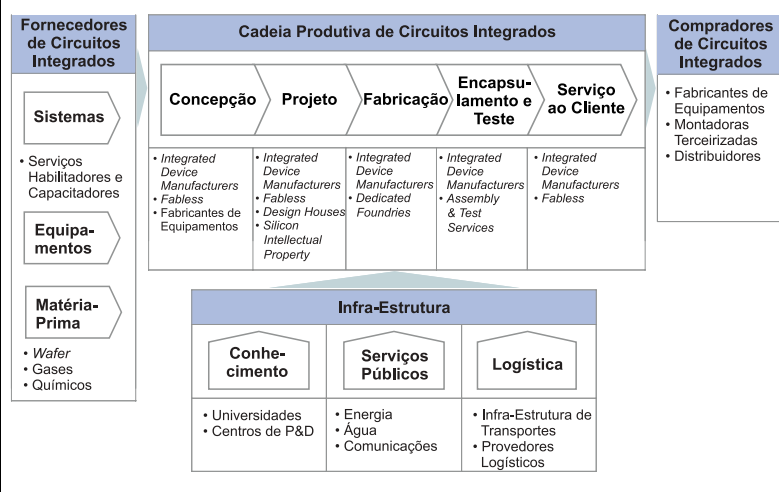 Fornecedores
de Circuitos
Integrados
Sistemas
• Serviços
Habilitadores e
Capacitadores
Equipa-
mentos
Matéria-
Prima
• Wafer
• Gases
• Químicos
Cadeia Produtiva de Circuitos Integrados
Concepção
• Integrated
Device
Manufacturers
• Fabless
• Fabricantes de
Equipamentos
Projeto
• Integrated
Device
Manufacturers
• Fabless
• Design Houses
• Silicon
Intellectual
Property
Fabricação
• Integrated
Device
Manufacturers
• Dedicated
Foundries
Encapsu-
lamento e
Teste
• Integrated
Device
Manufacturers
• Assembly
& Test
Services
Serviço
ao Cliente
• Integrated
Device
Manufacturers
• Fabless
Compradores
de Circuitos
Integrados
• Fabricantes de
Equipamentos
• Montadoras
Terceirizadas
• Distribuidores
Infra-Estrutura
Conhe-
cimento
• Universidades
• Centros de P&D
Serviços
Públicos
• Energia
• Água
• Comunicações
Logística
• Infra-Estrutura de
Transportes
• Provedores
Logísticos